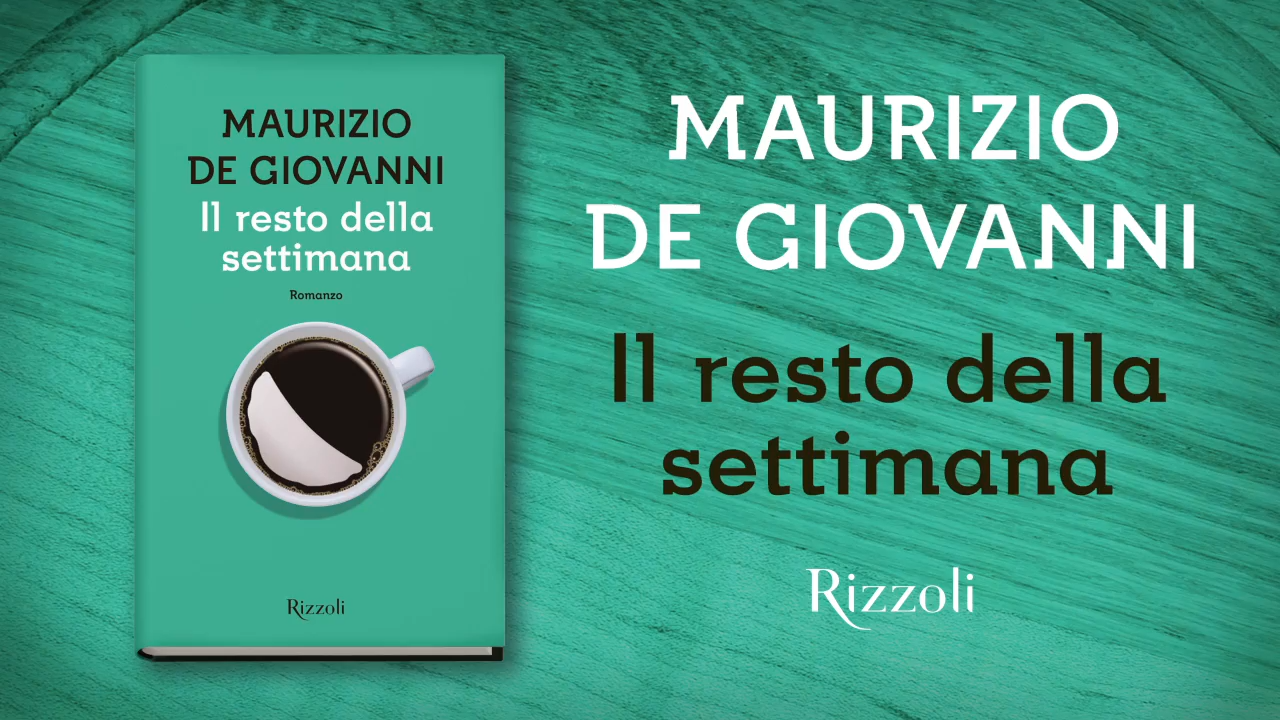 MAURIZIO
DE GIOVANNI
Il resto della
settimana
Romanzo
Rizzoli
MAURIZIO
DE GIOVANNI
Il resto della
settimana
Rizzoli